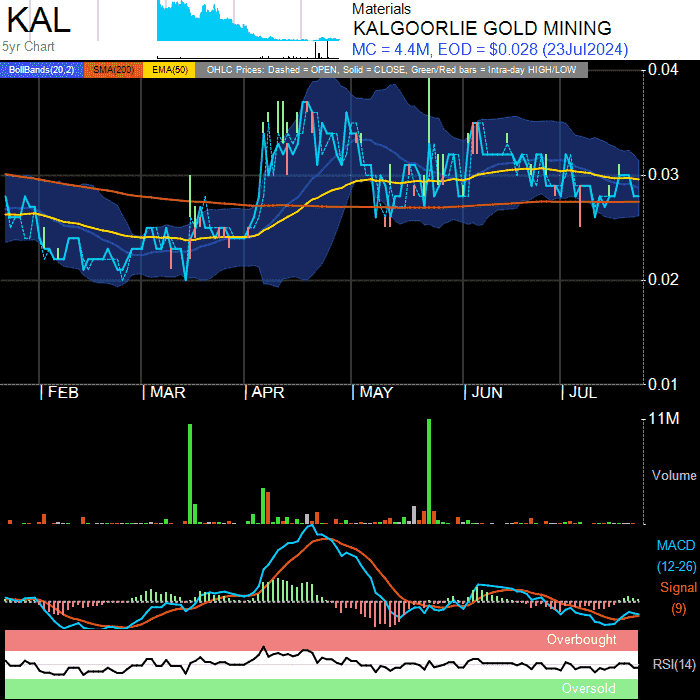 KAL
5yr Chart
Materials
KALGOORLIE GOLD MINING
MC = 4.4M, EOD = $0.028 (23Jul2024)
BollBands(20,2) SMA(200) EMA(50) OHLC Prices: Dashed = OPEN, Solid = CLOSE, Green/Red bars = Intra-day HIGH/LOW
0.04
0.03
0.02
0.01
FEB MAR APR MAY JUN JUL
11M
Volume
MACD
(12-26)
Signal
(9)
Overbought
RSI(14)
Oversold